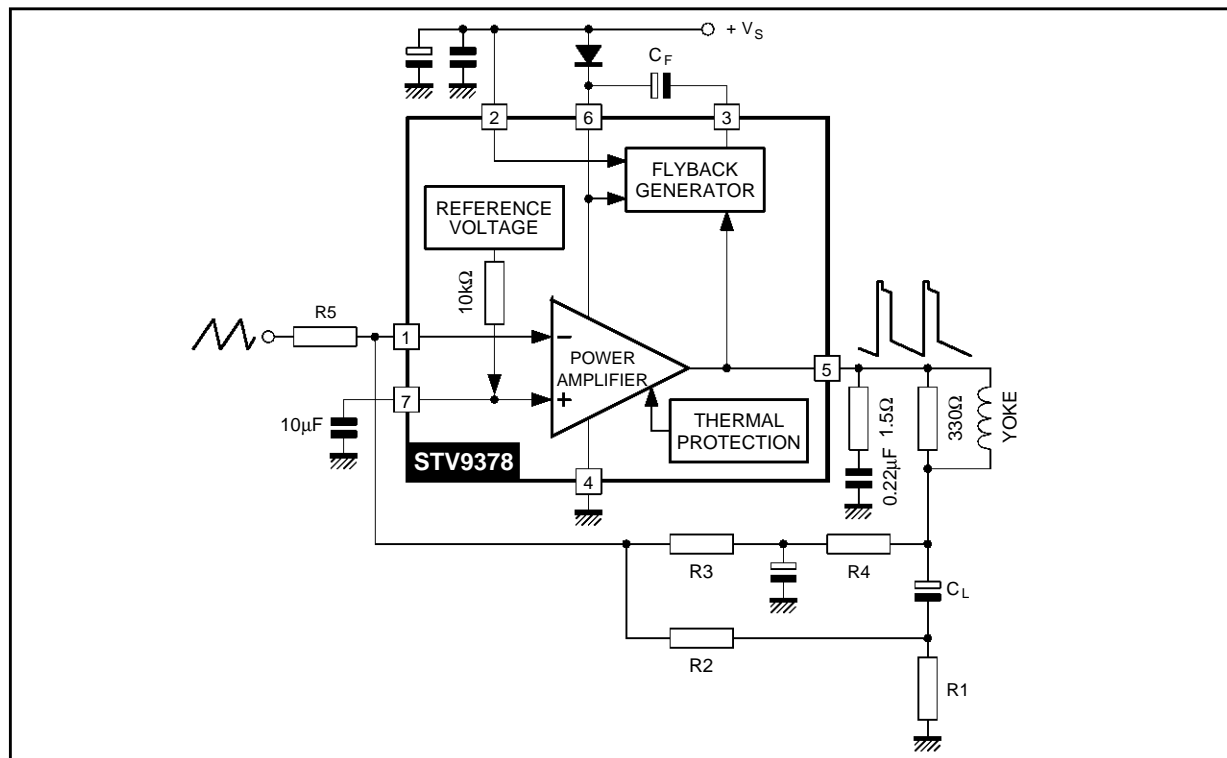 + V_S
C_F
2
6
3
FLYBACK
GENERATOR
REFERENCE
VOLTAGE
10kΩ
R5
1
POWER
AMPLIFIER
−
+
5
7
10µF
THERMAL
PROTECTION
STV9378
4
1.5Ω
0.22µF
330Ω
YOKE
R3
R4
C_L
R2
R1